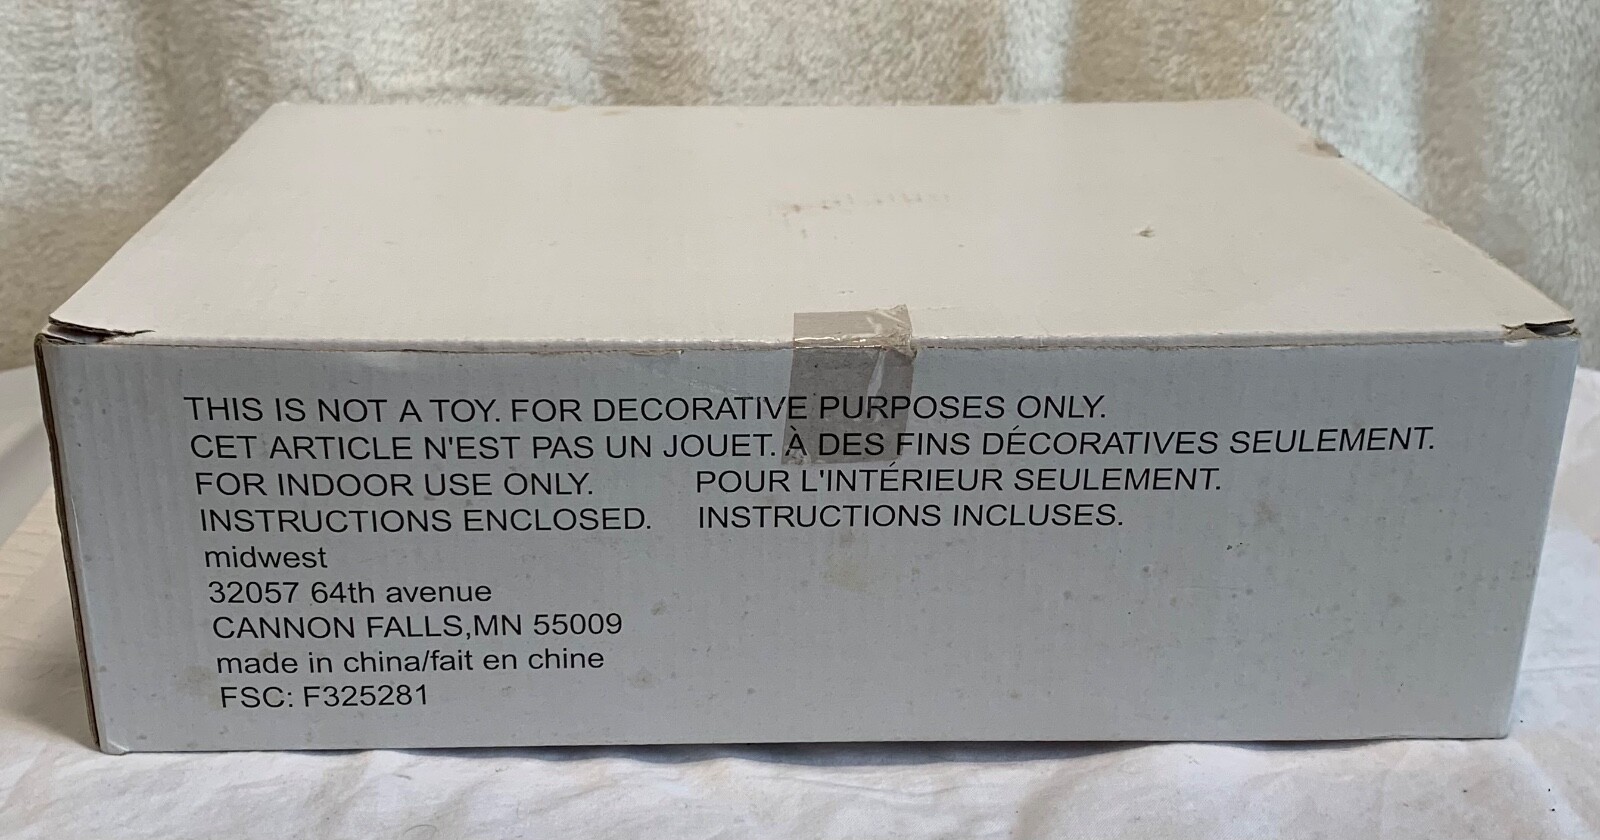 THIS IS NOT A TOY. FOR DECORATIVE PURPOSES ONLY.
CET ARTICLE N'EST PAS UN JOUET. À DES FINS DÉCORATIVES SEULEMENT.
FOR INDOOR USE ONLY. POUR L'INTÉRIEUR SEULEMENT.
INSTRUCTIONS ENCLOSED. INSTRUCTIONS INCLUSES.
midwest
32057 64th avenue
CANNON FALLS,MN 55009
made in china/fait en chine
FSC: F325281